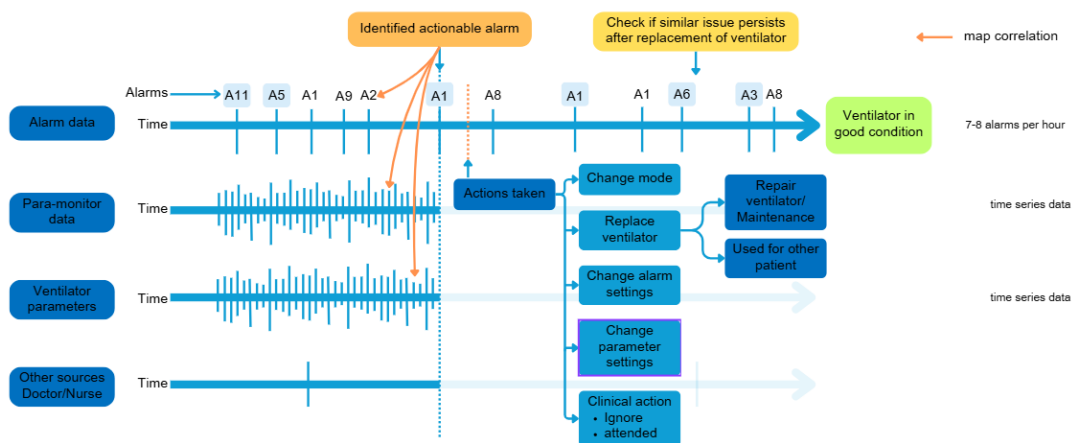 Identified actionable alarm
Check if similar issue persists
after replacement of ventilator
map correlation
Alarms
A11
A5
A1
A9
A2
A1
A8
A1
A1
A6
A3
A8
Alarm data
Time
Ventilator in
good condition
7-8 alarms per hour
Para-monitor
data
Time
Actions taken
Change mode
Replace
ventilator
Repair
ventilator/
Maintenance
Used for other
patient
time series data
Ventilator
parameters
Time
Change alarm
settings
time series data
Change
parameter
settings
Other sources
Doctor/Nurse
Time
Clinical action
• Ignore
• attended